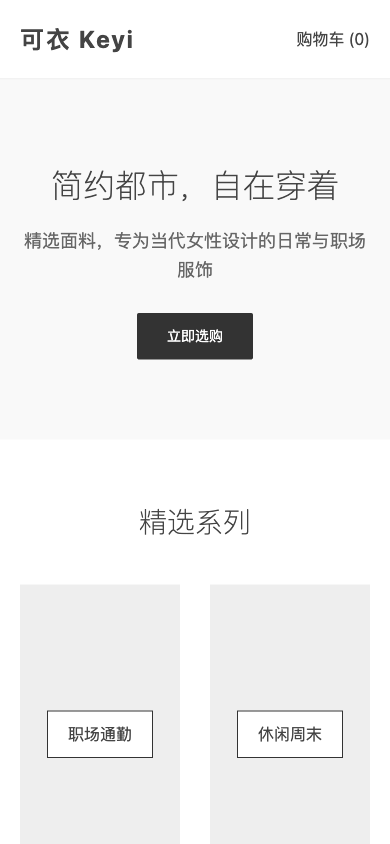 可衣 Keyi
购物车 (0)
简约都市，自在穿着
精选面料，专为当代女性设计的日常与职场
服饰
立即选购
精选系列
职场通勤
休闲周末